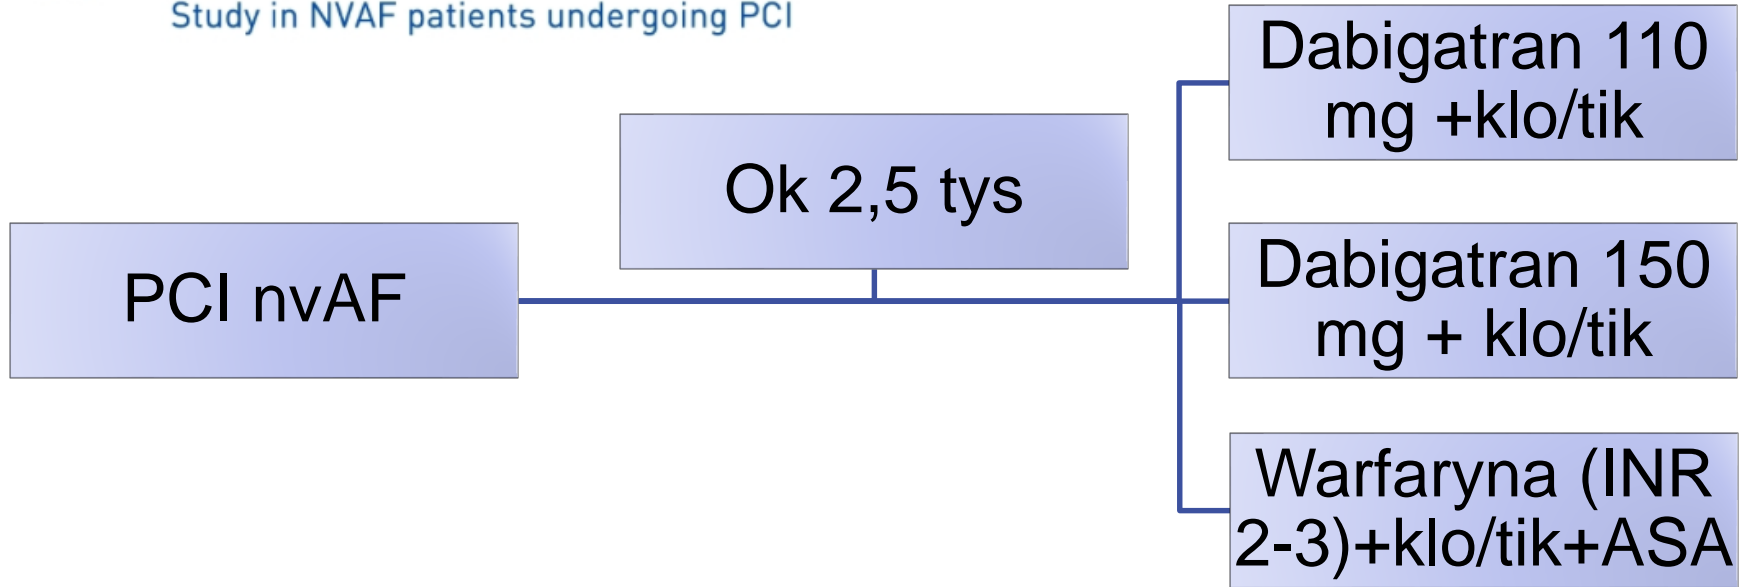 Study in NVAF patients undergoing PCI
PCI nvAF
Ok 2,5 tys
Dabigatran 110
mg +klo/tik
Dabigatran 150
mg + klo/tik
Warfaryna (INR
2-3)+klo/tik+ASA